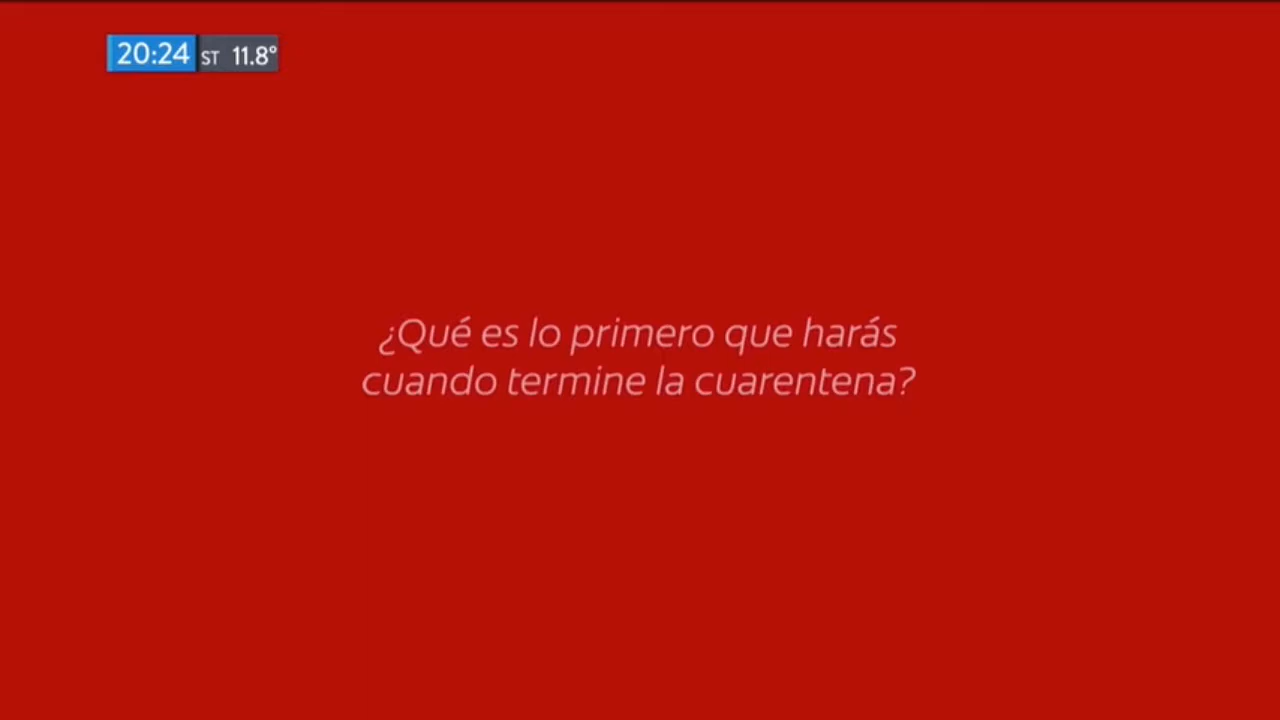 20:24 ST 11.8°
¿Qué es lo primero que harás
cuando termine la cuarentena?